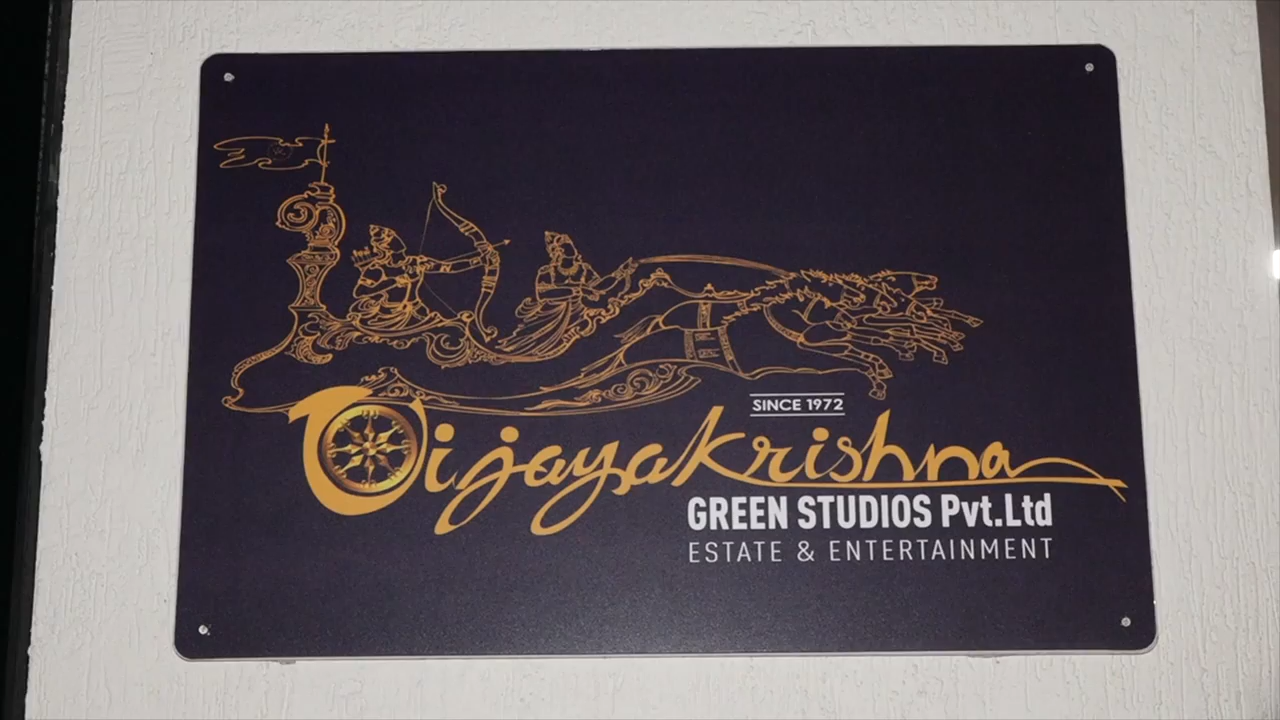 SINCE 1972
Vijayakrishna
GREEN STUDIOS Pvt.Ltd
ESTATE & ENTERTAINMENT